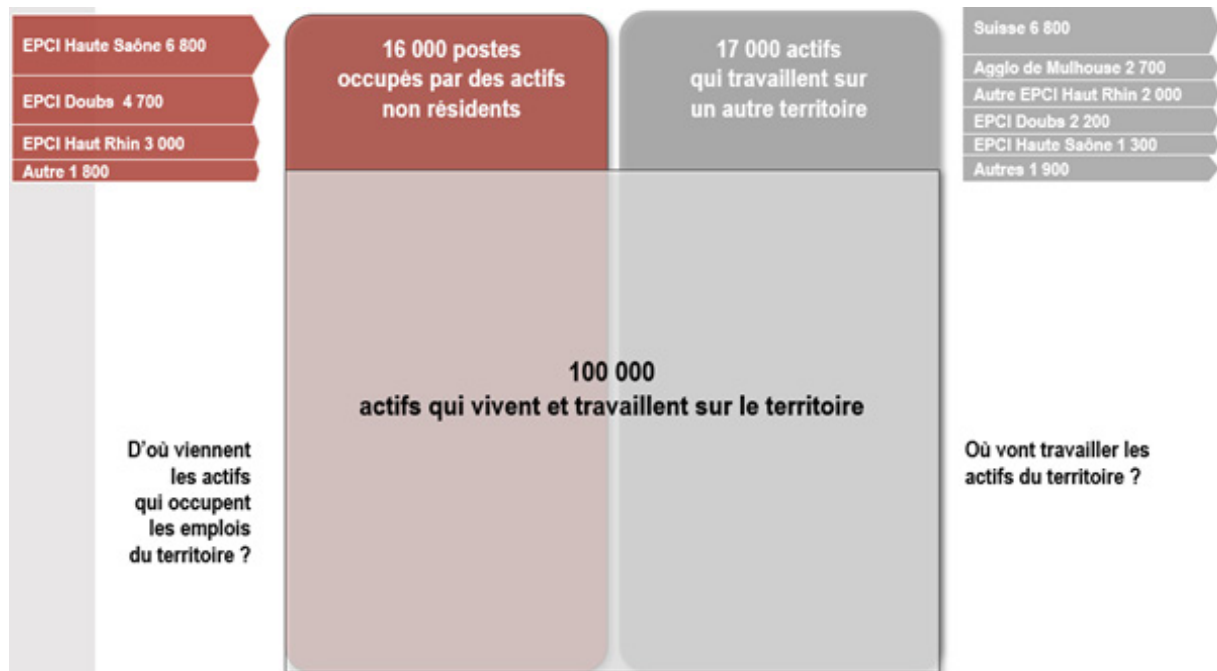 EPCI Haute Saône 6 800
EPCI Doubs 4 700
EPCI Haut Rhin 3 000
Autre 1 800
16 000 postes
occupés par des actifs
non résidents
17 000 actifs
qui travaillent sur
un autre territoire
Suisse 6 800
Agglo de Mulhouse 2 700
Autre EPCI Haut Rhin 2 000
EPCI Doubs 2 200
EPCI Haute Saône 1 300
Autres 1 900
100 000
actifs qui vivent et travaillent sur le territoire
D'où viennent
les actifs
qui occupent
les emplois
du territoire ?
Où vont travailler les
actifs du territoire ?